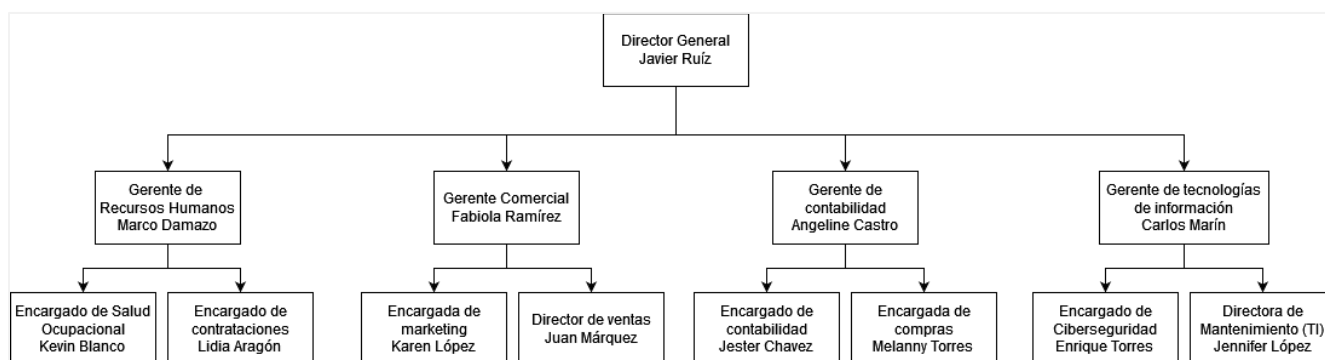 Director General
Javier Ruíz
Gerente de
Recursos Humanos
Marco Damazo
Gerente Comercial
Fabiola Ramírez
Gerente de
contabilidad
Angeline Castro
Gerente de tecnologías
de información
Carlos Marín
Encargado de Salud
Ocupacional
Kevin Blanco
Encargado de
contrataciones
Lidia Aragón
Encargada de
marketing
Karen López
Director de ventas
Juan Márquez
Encargado de
contabilidad
Jester Chavez
Encargada de
compras
Melanny Torres
Encargado de
Ciberseguridad
Enrique Torres
Directora de
Mantenimiento (TI)
Jennifer López